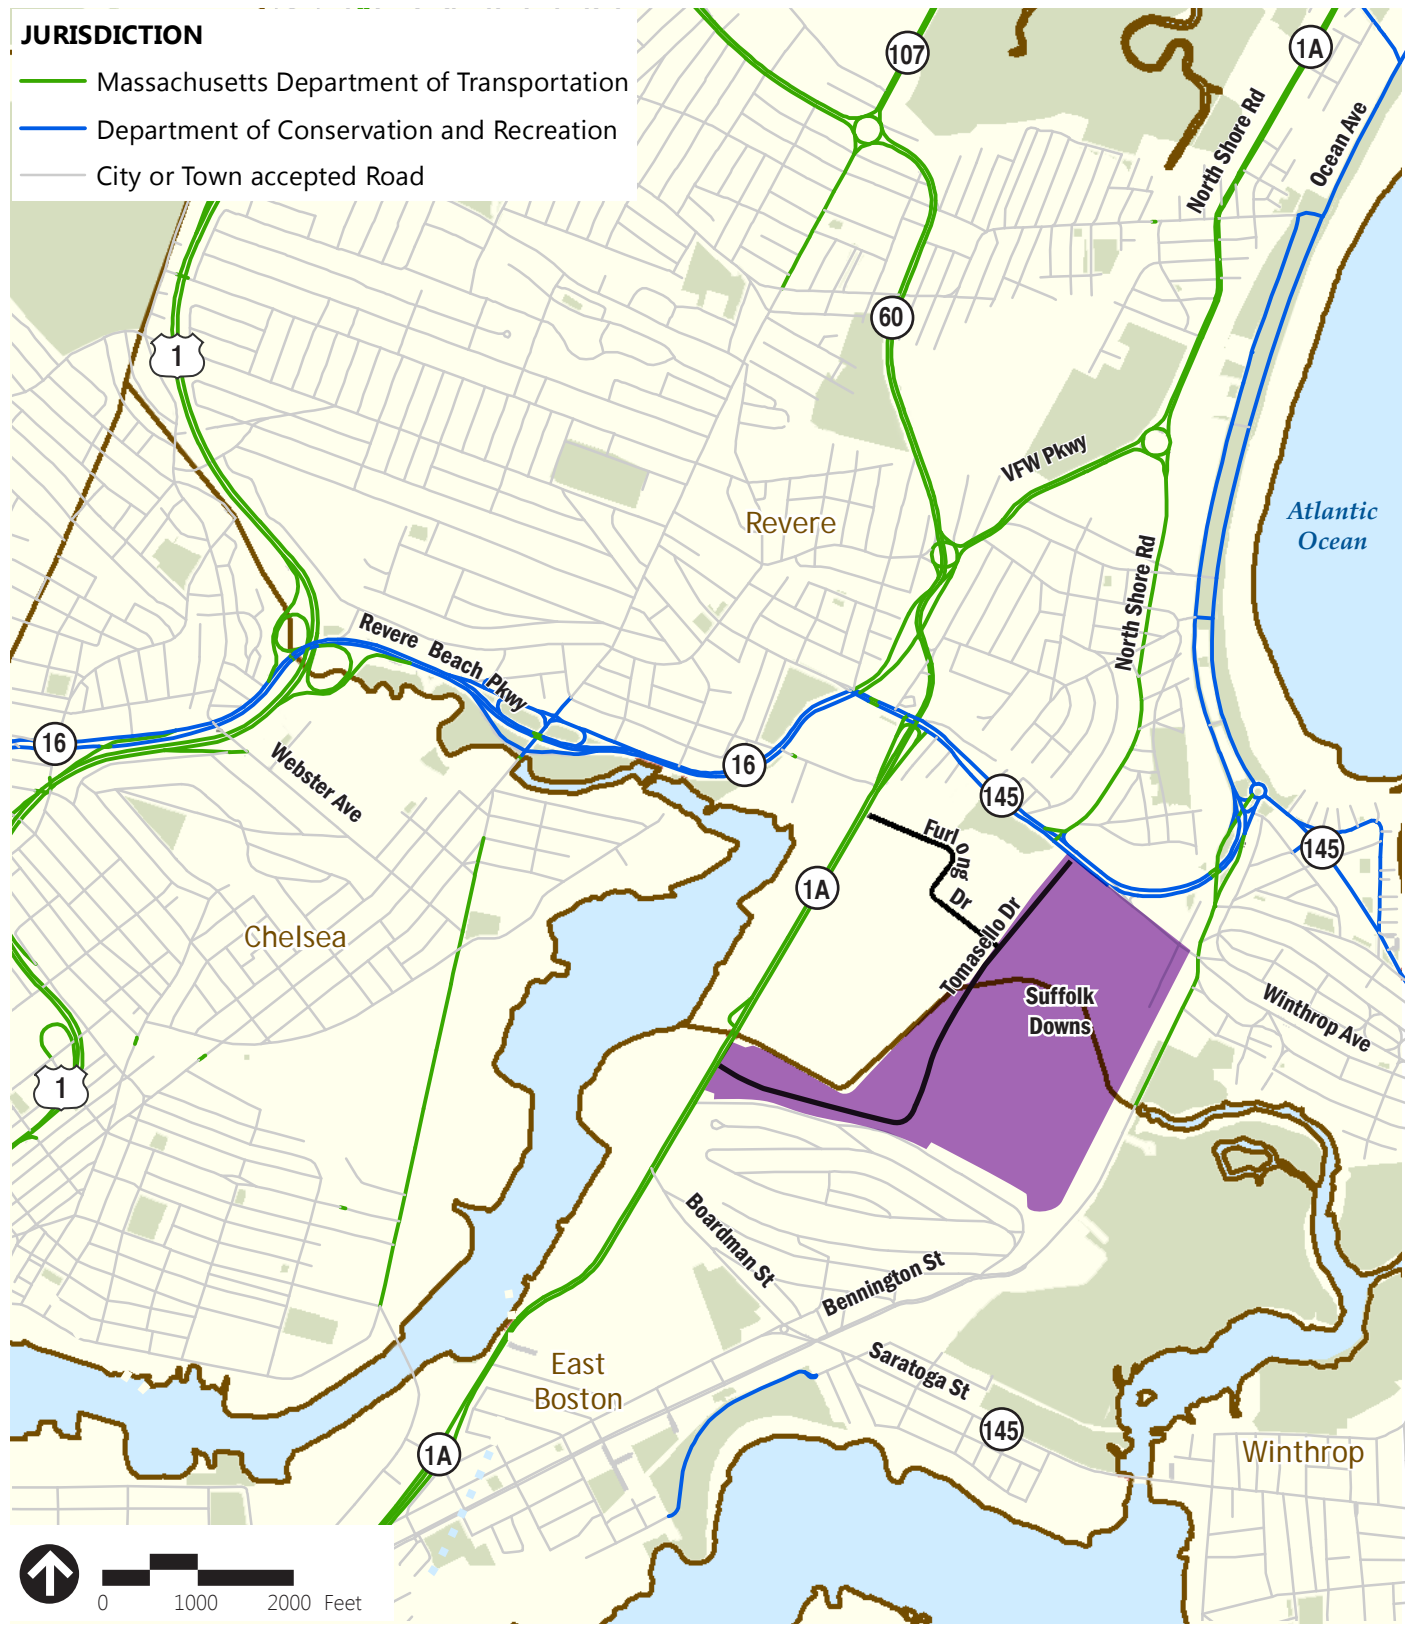 JURISDICTION
Massachusetts Department of Transportation
Department of Conservation and Recreation
City or Town accepted Road
107
1A
North Shore Rd
Ocean Ave
60
1
VFW Pkwy
Revere
Atlantic
Ocean
North Shore Rd
Revere Beach Pkwy
16
Webster Ave
16
145
145
Furlong
Dr
1A
Tomasello Dr
Chelsea
Suffolk
Downs
Winthrop Ave
1
Boardman St
Bennington St
Saratoga St
East
Boston
145
1A
Winthrop
0 1000 2000 Feet